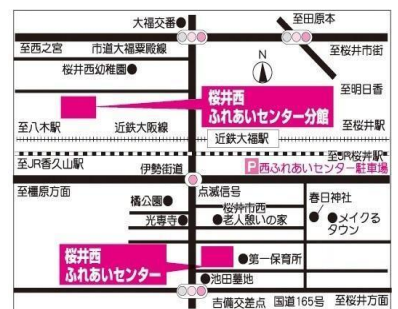 大福交番●
至田原本
至西之宮
市道大福粟殿線
至桜井市街
N
桜井西幼稚園●
至明日香
桜井西
ふれあいセンター分館
至八木駅
近鉄大阪線
近鉄大福駅
至桜井駅
至JR香久山駅
伊勢街道
至JR桜井駅
P西ふれあいセンター駐車場
至橿原方面
点滅信号
春日神社
橘公園●
桜井市西
●老人憩いの家
光専寺●
●メイクる
タウン
桜井西
ふれあいセンター
●第一保育所
●池田墓地
吉備交差点
国道165号
至桜井方面